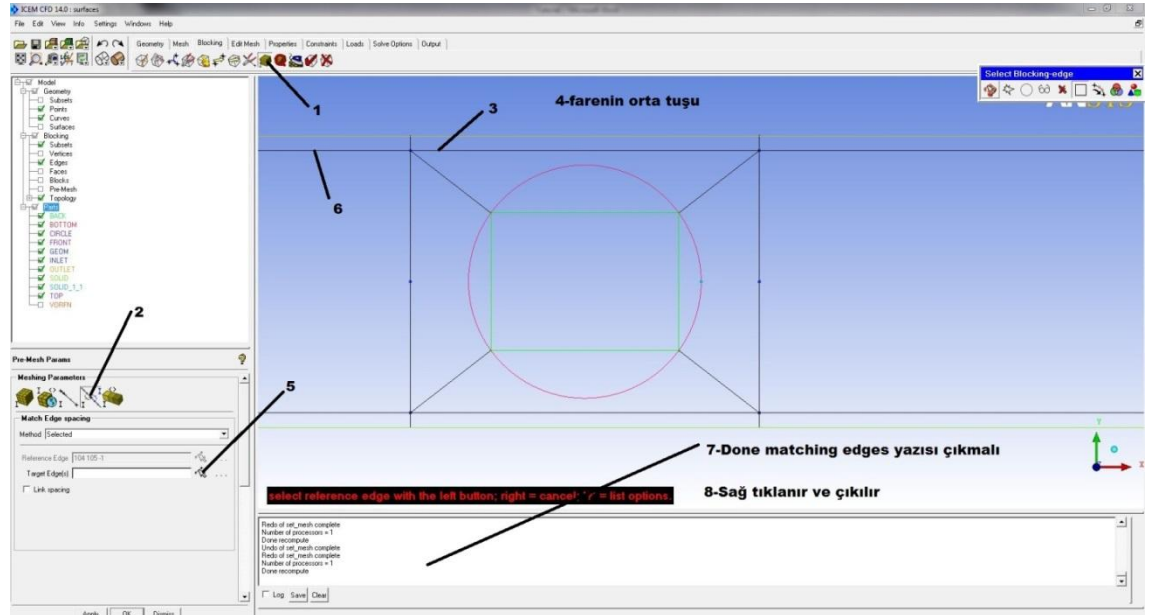 ICEM CFD 14.0 : surfaces
File Edit View Info Settings Windows Help
Geometry Mesh Blocking Edit Mesh Properties Constraints Loads Solve Options Output
Select Blocking-edge
Model
Geometry
Subsets
Points
Curves
Surfaces
Blocking
Subsets
Vertices
Edges
Faces
Blocks
Pre-Mesh
Topology
Parts
BACK
BOTTOM
CIRCLE
FRONT
GEOM
INLET
OUTLET
SOLID
SOLID_1_1
TOP
VORFN
1
3
4-farenin orta tuşu
6
2
5
Pre-Mesh Params
Meshing Parameters
Match Edge spacing
Method Selected
Reference Edge 104 105 -1
Target Edge(s)
Link spacing
7-Done matching edges yazısı çıkmalı
Y
X
select reference edge with the left button; right = cancel; '?' = list options.
8-Sağ tıklanır ve çıkılır
Redo of set_mesh complete
Number of processors = 1
Done recompute
Undo of set_mesh complete
Redo of set_mesh complete
Number of processors = 1
Done recompute
Log Save Clear
Apply OK Dismiss